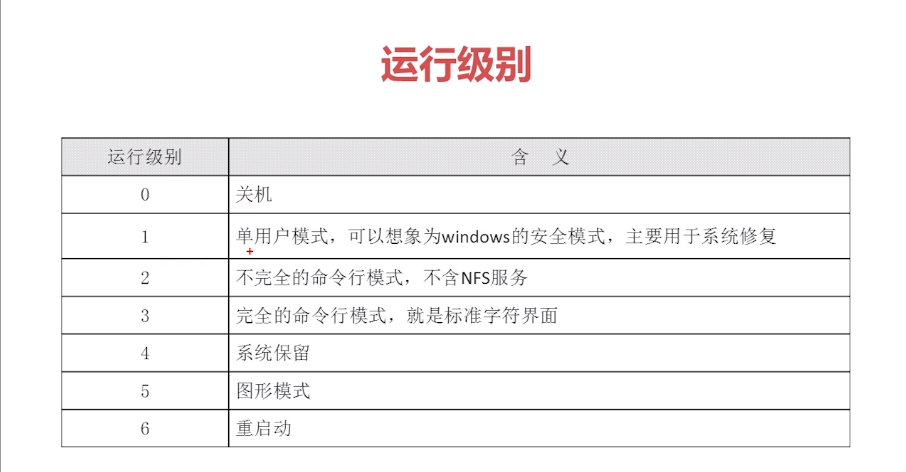 运行级别
运行级别 含 义
0 关机
1 单用户模式，可以想象为windows的安全模式，主要用于系统修复
2 不完全的命令行模式，不含NFS服务
3 完全的命令行模式，就是标准字符界面
4 系统保留
5 图形模式
6 重启动